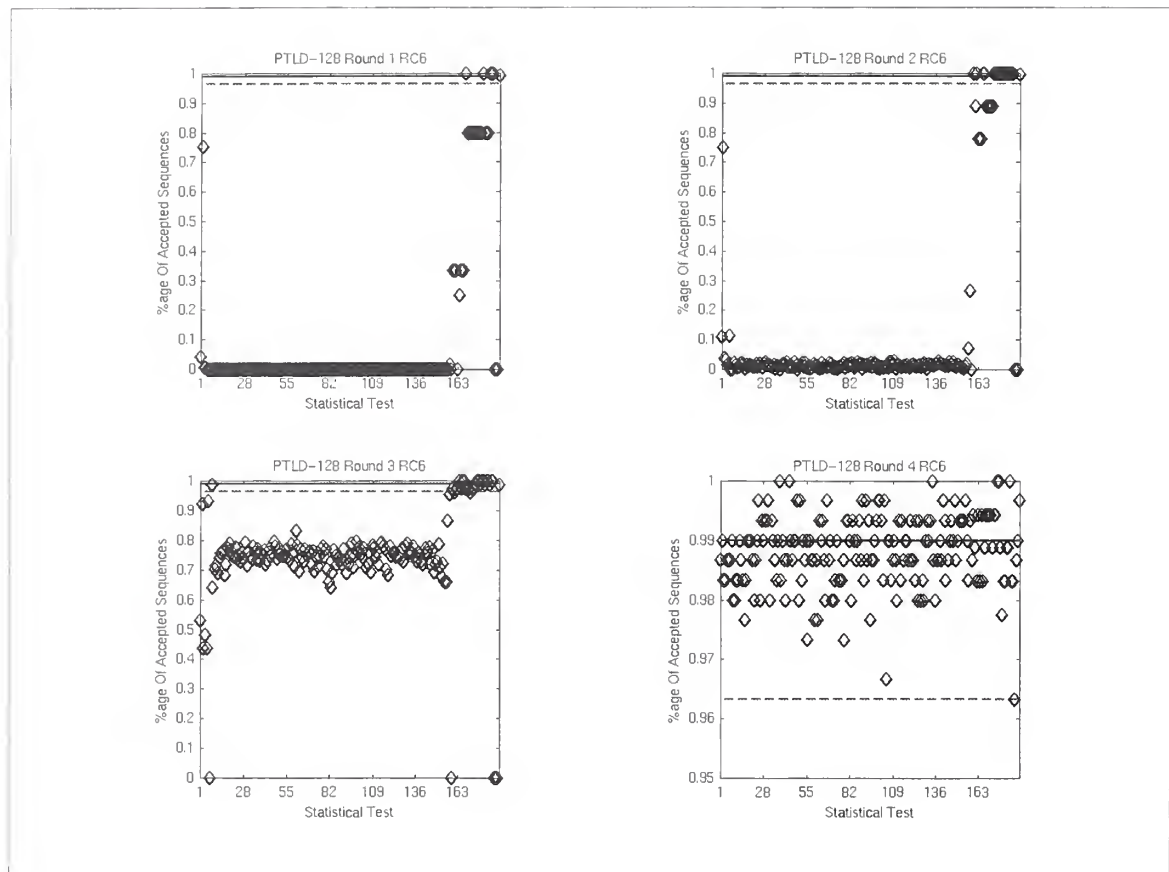 PTLD-128 Round 1 RC6
%age Of Accepted Sequences
1
0.9
0.8
0.7
0.6
0.5
0.4
0.3
0.2
0.1
0
1 28 55 82 109 136 163
Statistical Test
PTLD-128 Round 2 RC6
%age Of Accepted Sequences
1
0.9
0.8
0.7
0.6
0.5
0.4
0.3
0.2
0.1
0
1 28 55 82 109 136 163
Statistical Test
PTLD-128 Round 3 RC6
%age Of Accepted Sequences
1
0.9
0.8
0.7
0.6
0.5
0.4
0.3
0.2
0.1
0
1 28 55 82 109 136 163
Statistical Test
PTLD-128 Round 4 RC6
%age Of Accepted Sequences
1
0.99
0.98
0.97
0.96
0.95
1 28 55 82 109 136 163
Statistical Test